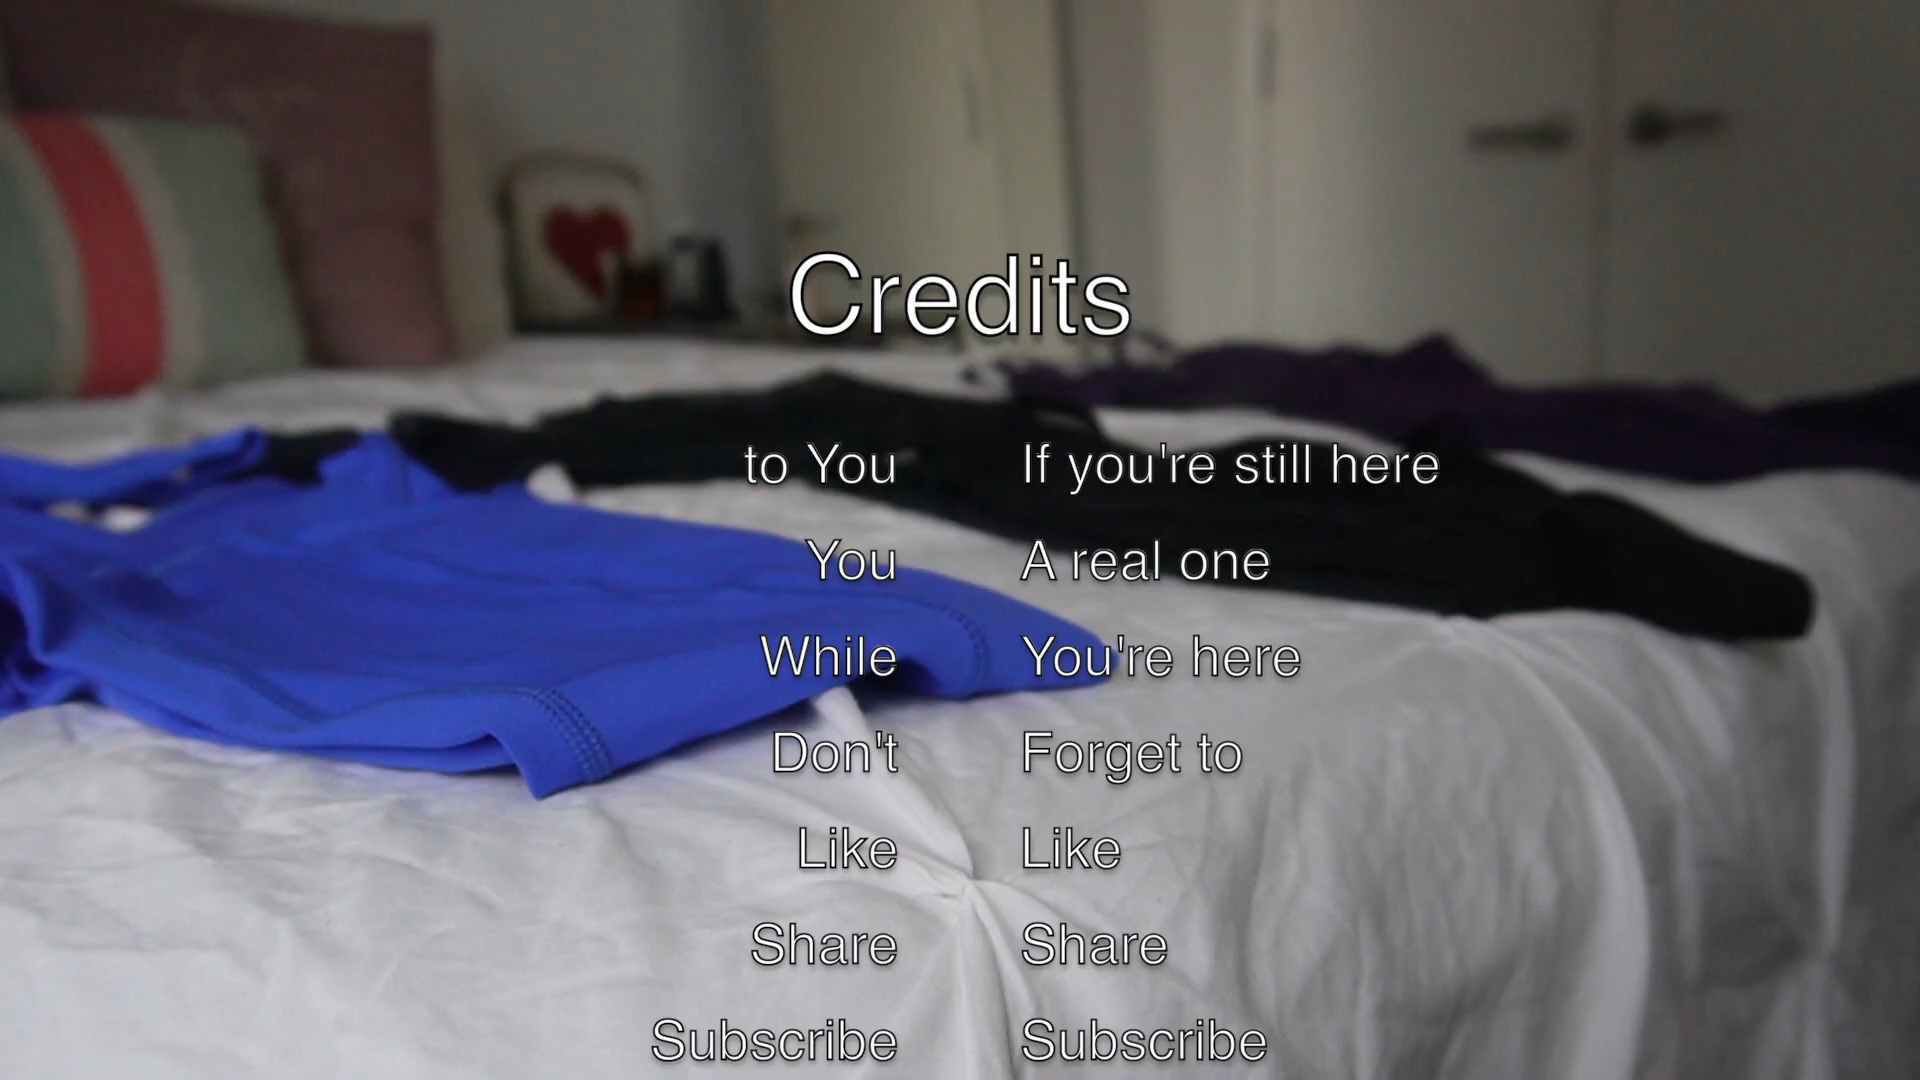 Credits
to You If you're still here
You A real one
While You're here
Don't Forget to
Like Like
Share Share
Subscribe Subscribe